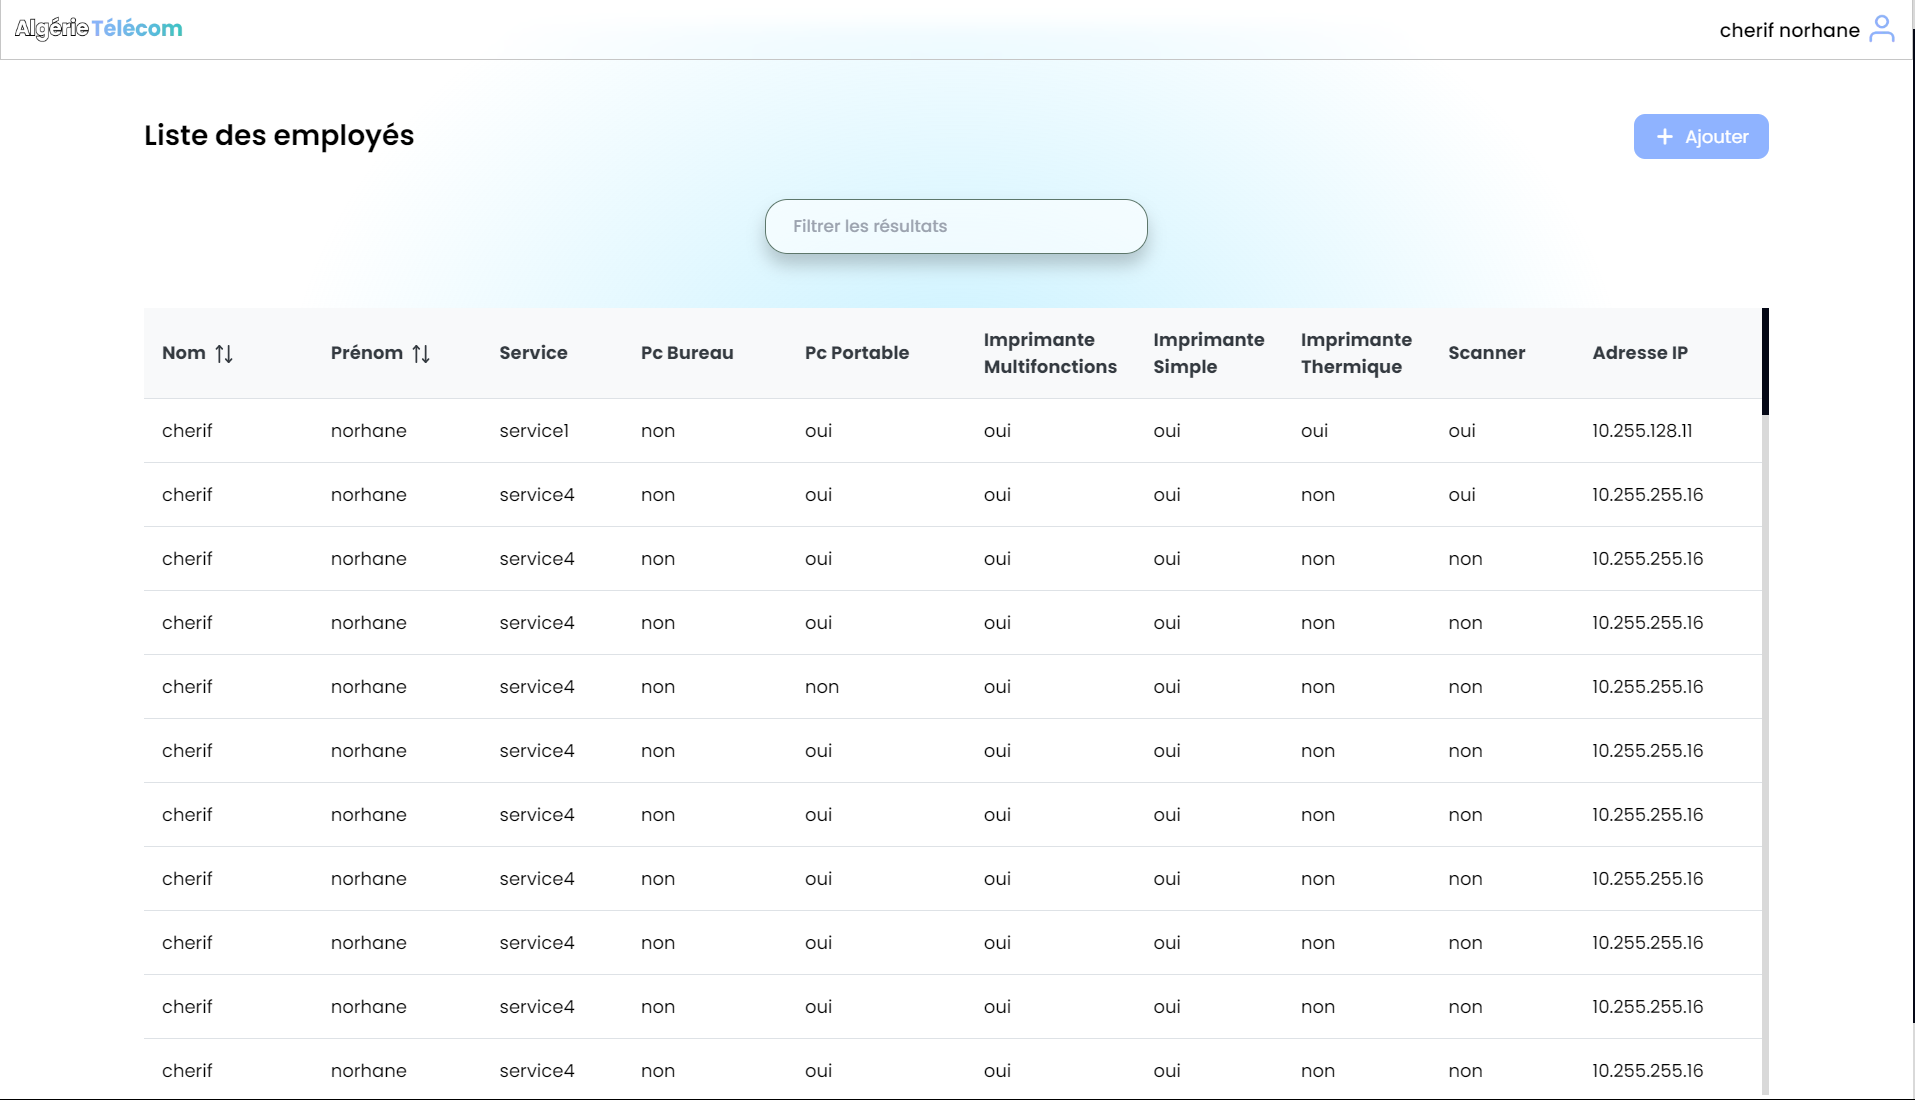 Algérie Télécom
cherif norhane
Liste des employés
+ Ajouter
Filtrer les résultats
Nom Prénom Service Pc Bureau Pc Portable Imprimante Multifonctions Imprimante Simple Imprimante Thermique Scanner Adresse IP
cherif norhane service1 non oui oui oui oui oui 10.255.128.11
cherif norhane service4 non oui oui oui non oui 10.255.255.16
cherif norhane service4 non oui oui oui non non 10.255.255.16
cherif norhane service4 non oui oui oui non non 10.255.255.16
cherif norhane service4 non non oui oui non non 10.255.255.16
cherif norhane service4 non oui oui oui non non 10.255.255.16
cherif norhane service4 non oui oui oui non non 10.255.255.16
cherif norhane service4 non oui oui oui non non 10.255.255.16
cherif norhane service4 non oui oui oui non non 10.255.255.16
cherif norhane service4 non oui oui oui non non 10.255.255.16
cherif norhane service4 non oui oui oui non non 10.255.255.16